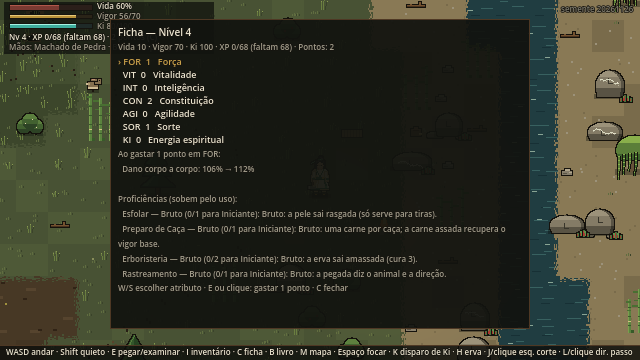 Vida 60%
semente 20261126
Vigor 56/70
Ki 8
Nv 4 · XP 0/68 (faltam 68) ·
Mãos: Machado de Pedra ·
Ficha — Nível 4
Vida 10 · Vigor 70 · Ki 100 · XP 0/68 (faltam 68) · Pontos: 2
› FOR 1 Força
VIT 0 Vitalidade
INT 0 Inteligência
CON 2 Constituição
AGI 0 Agilidade
SOR 1 Sorte
KI 0 Energia espiritual
Ao gastar 1 ponto em FOR:
Dano corpo a corpo: 106% → 112%
Proficiências (sobem pelo uso):
Esfolar — Bruto (0/1 para Iniciante): Bruto: a pele sai rasgada (só serve para tiras).
Preparo de Caça — Bruto (0/1 para Iniciante): Bruto: uma carne por caça; a carne assada recupera o
vigor base.
Erboristeria — Bruto (0/2 para Iniciante): Bruto: a erva sai amassada (cura 3).
Rastreamento — Bruto (0/1 para Iniciante): Bruto: a pegada diz o animal e a direção.
W/S escolher atributo · E ou clique: gastar 1 ponto · C fechar
WASD andar · Shift quieto · E pegar/examinar · I inventário · C ficha · B livro · M mapa · Espaço focar · K disparo de Ki · H erva · J/clique esq. corte · L/clique dir. passo